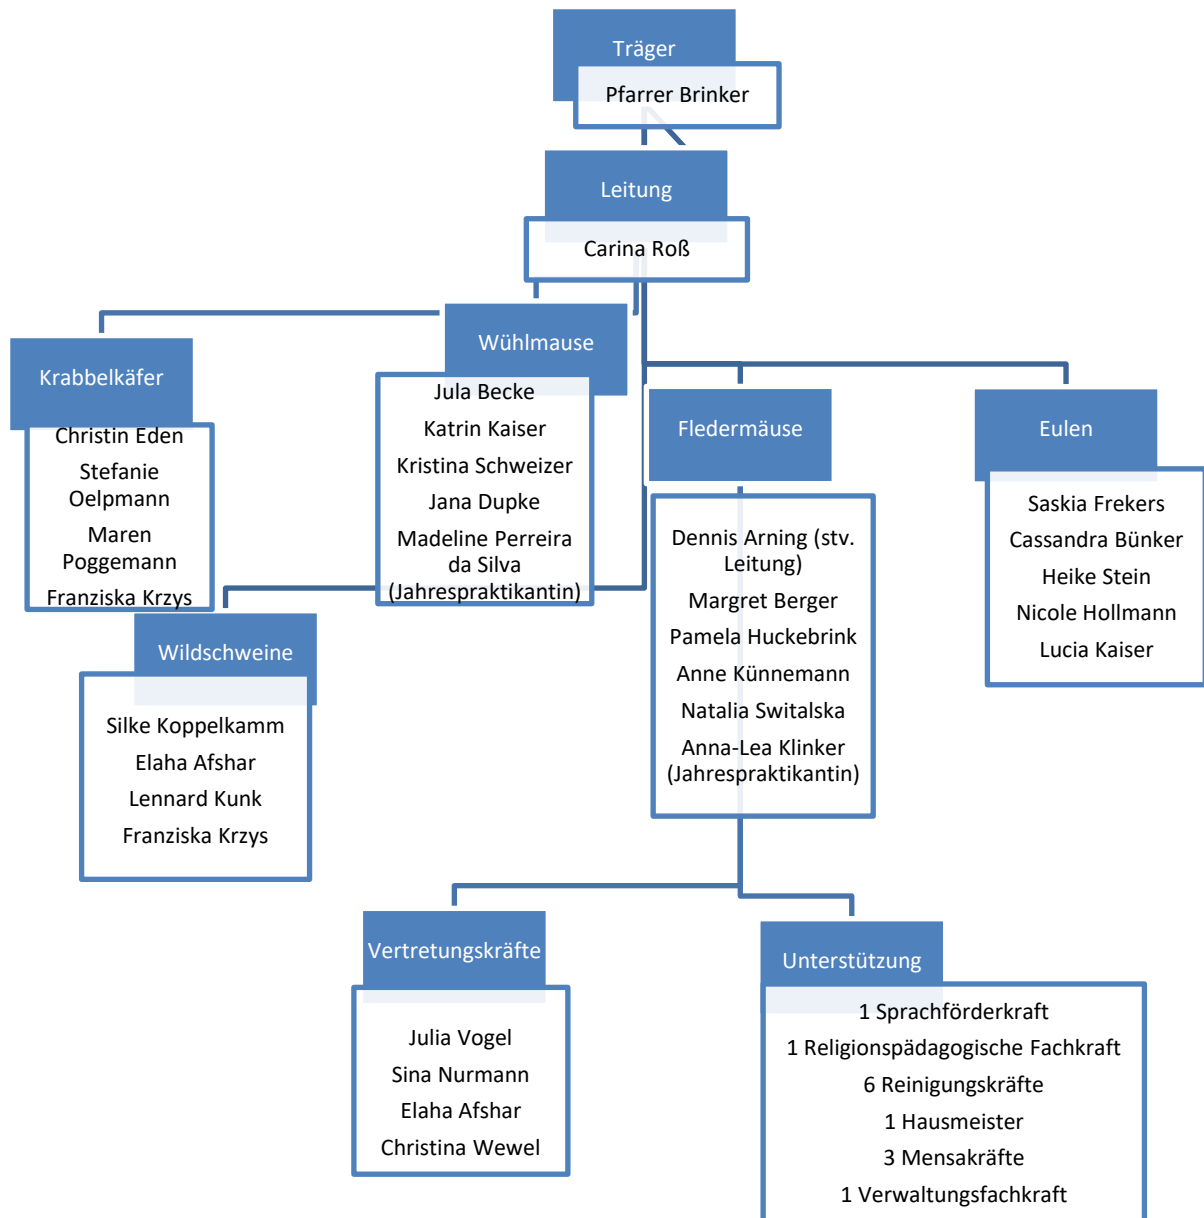 Träger
Pfarrer Brinker
Leitung
Carina Roß
Krabbelkäfer
Christin Eden
Stefanie
Oelpmann
Maren
Poggemann
Franziska Krzys
Wühlmause
Jula Becke
Katrin Kaiser
Kristina Schweizer
Jana Dupke
Madeline Perreira
da Silva
(Jahrespraktikantin)
Fledermäuse
Dennis Arning (stv.
Leitung)
Margret Berger
Pamela Huckebrink
Anne Künnemann
Natalia Switalska
Anna-Lea Klinker
(Jahrespraktikantin)
Eulen
Saskia Frekers
Cassandra Bünker
Heike Stein
Nicole Hollmann
Lucia Kaiser
Wildschweine
Silke Koppelkamm
Elaha Afshar
Lennard Kunk
Franziska Krzys
Vertretungskräfte
Julia Vogel
Sina Nurmann
Elaha Afshar
Christina Wewel
Unterstützung
1 Sprachförderkraft
1 Religionspädagogische Fachkraft
6 Reinigungskräfte
1 Hausmeister
3 Mensakräfte
1 Verwaltungsfachkraft